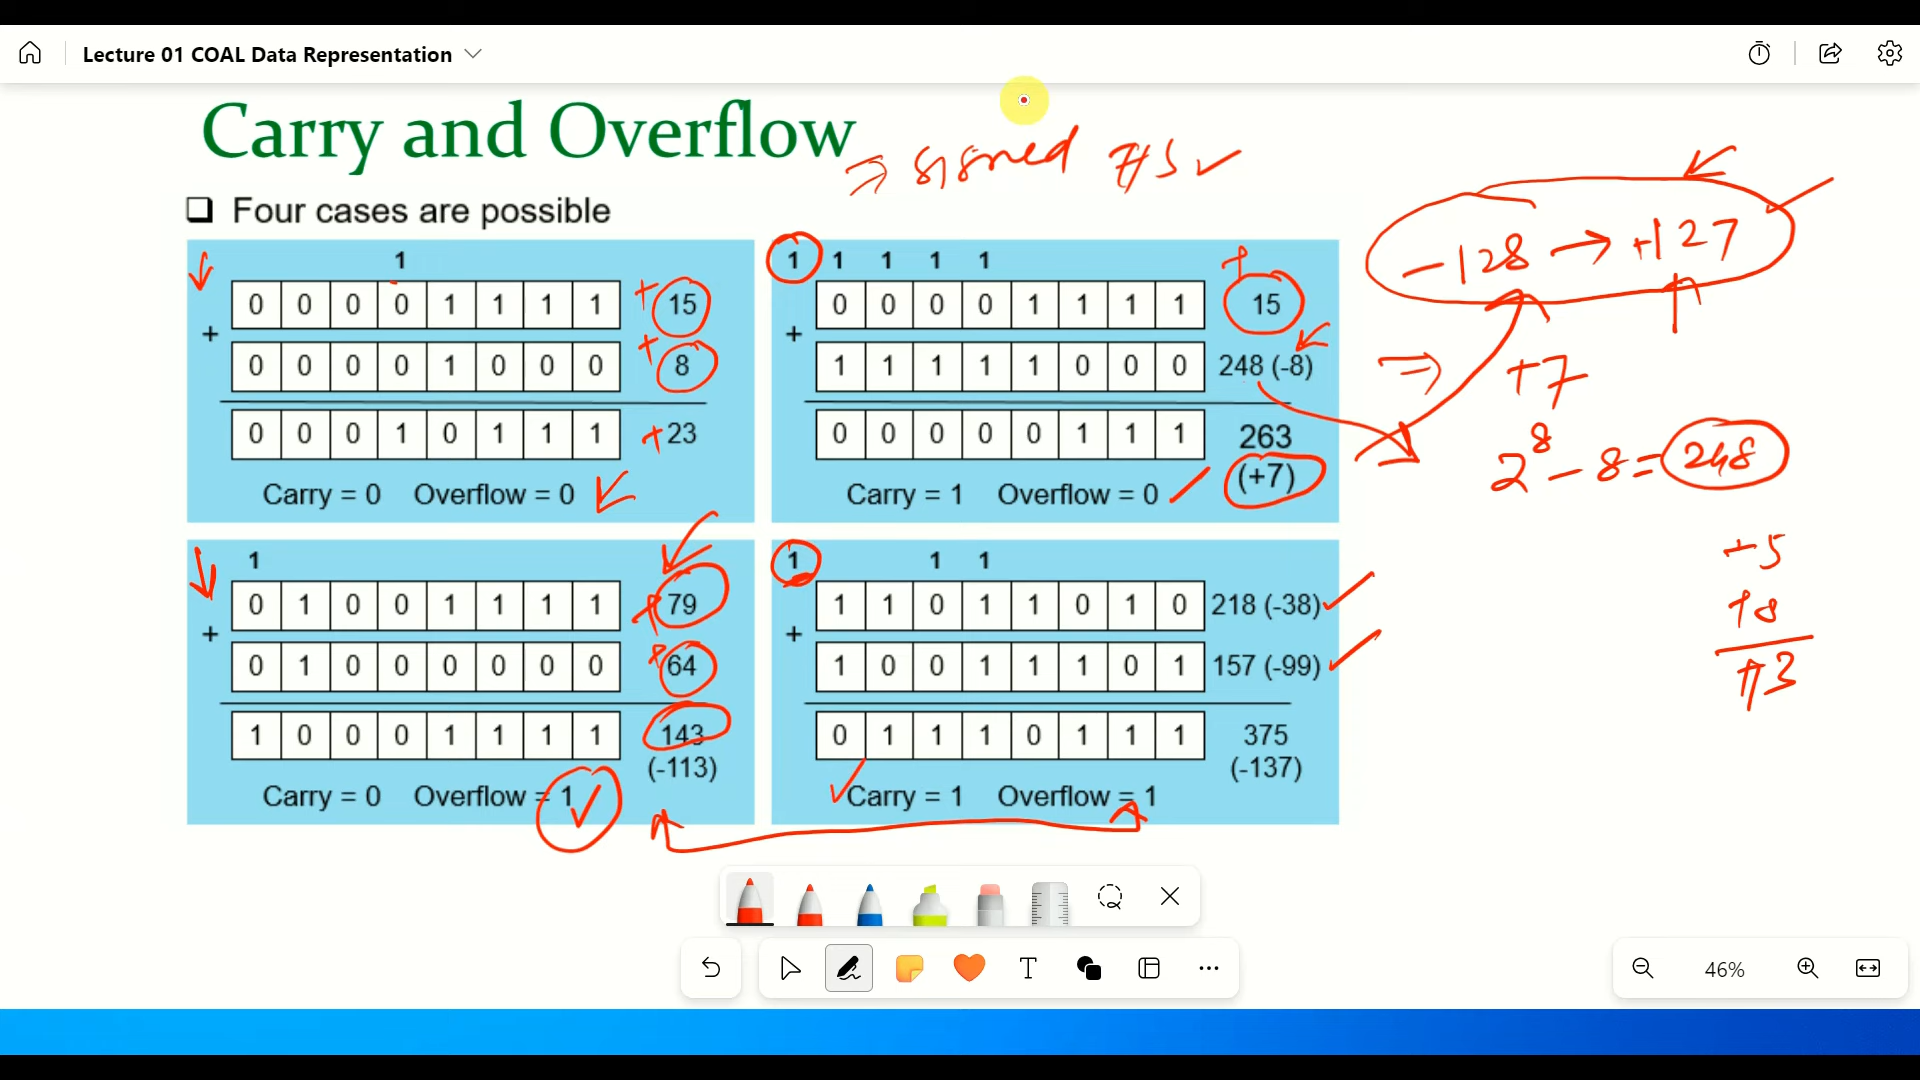 Lecture 01 COAL Data Representation
Carry and Overflow
⇒ signed #s ✓
❑ Four cases are possible
1
0 0 0 0 1 1 1 1 + 15
+
0 0 0 0 1 0 0 0 + 8
0 0 0 1 0 1 1 1 + 23
Carry = 0 Overflow = 0
1 1 1 1 1
0 0 0 0 1 1 1 1 + 15
+
1 1 1 1 1 0 0 0 248 (-8)
0 0 0 0 0 1 1 1 263
(+7)
Carry = 1 Overflow = 0
1
0 1 0 0 1 1 1 1 + 79
+
0 1 0 0 0 0 0 0 + 64
1 0 0 0 1 1 1 1 143
(-113)
Carry = 0 Overflow = 1
1 1 1
1 1 0 1 1 0 1 0 218 (-38)
+
1 0 0 1 1 1 0 1 157 (-99)
0 1 1 1 0 1 1 1 375
(-137)
Carry = 1 Overflow = 1
-128 → +127
⇒ +7
2^8 - 8 = 248
+5
+8
46%